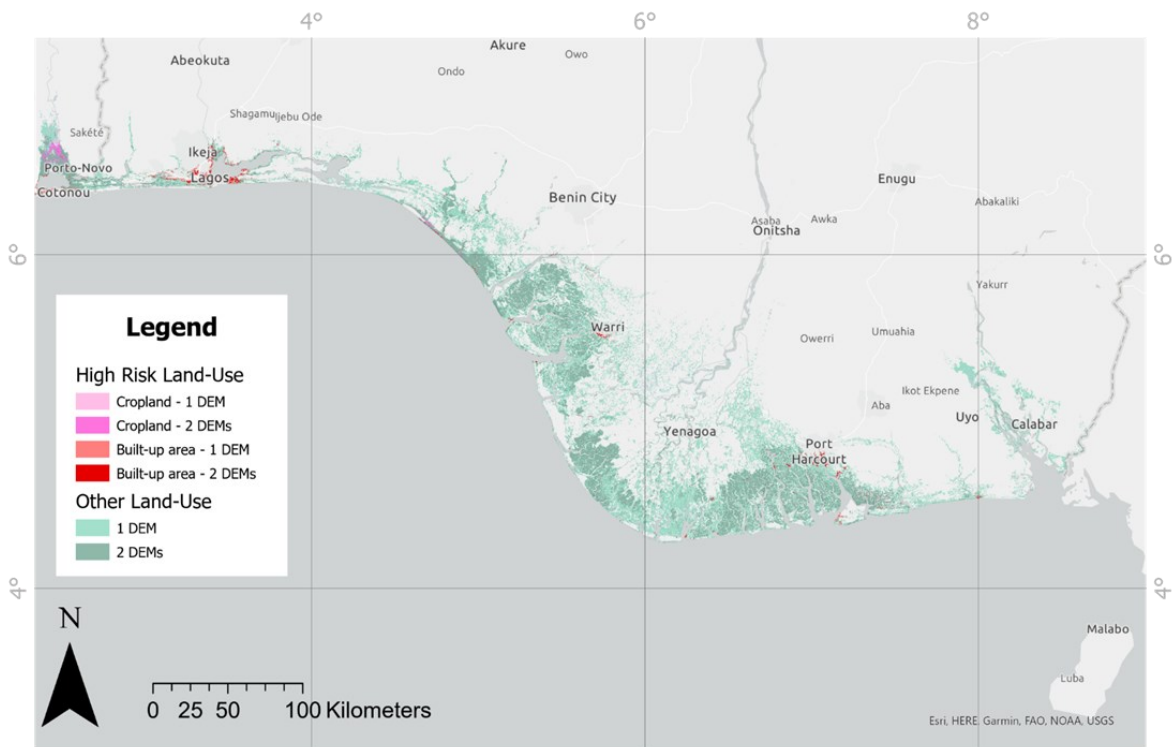 4°
6°
8°
Akure
Owo
Abeokuta
Ondo
Shagamu
Ijebu Ode
Sakété
Ikeja
Porto-Novo
Lagos
Cotonou
Enugu
Benin City
Abakaliki
Asaba
Awka
Onitsha
6°
6°
Yakurr
Legend
High Risk Land-Use
Cropland - 1 DEM
Cropland - 2 DEMs
Built-up area - 1 DEM
Built-up area - 2 DEMs
Other Land-Use
1 DEM
2 DEMs
Warri
Owerri
Umuahia
Ikot Ekpene
Aba
Uyo
Calabar
Yenagoa
Port
Harcourt
4°
4°
N
0 25 50 100 Kilometers
Malabo
Luba
Esri, HERE, Garmin, FAO, NOAA, USGS